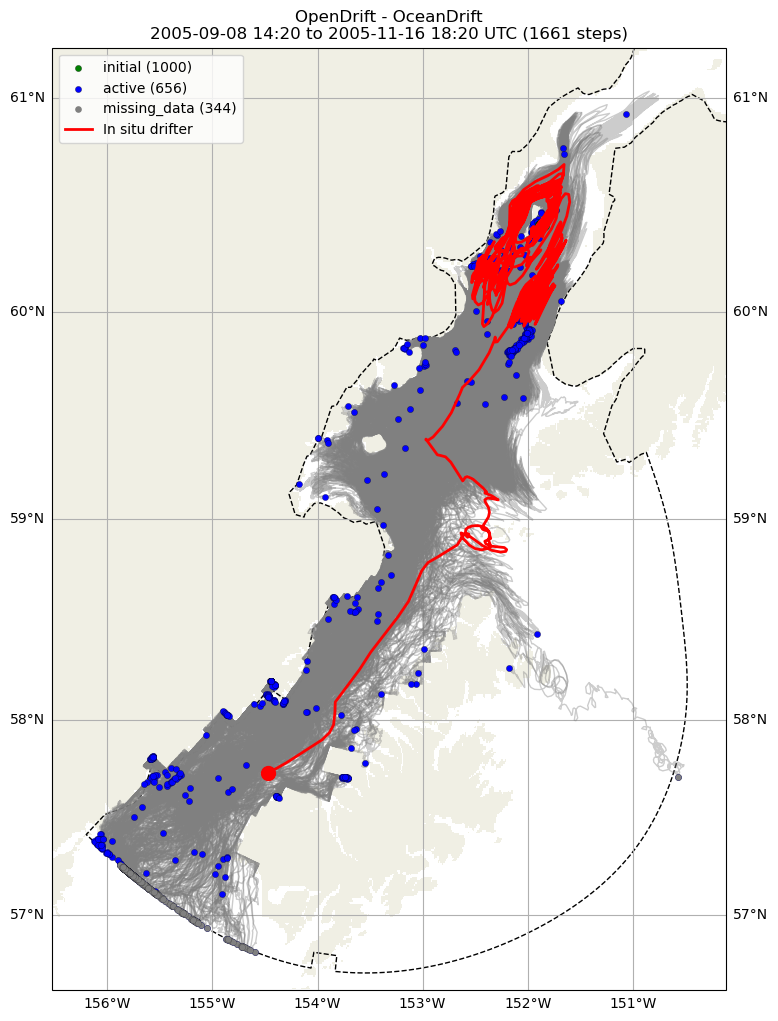 OpenDrift - OceanDrift
2005-09-08 14:20 to 2005-11-16 18:20 UTC (1661 steps)
initial (1000)
active (656)
missing_data (344)
In situ drifter
61°N
61°N
60°N
60°N
59°N
59°N
58°N
58°N
57°N
57°N
156°W
155°W
154°W
153°W
152°W
151°W